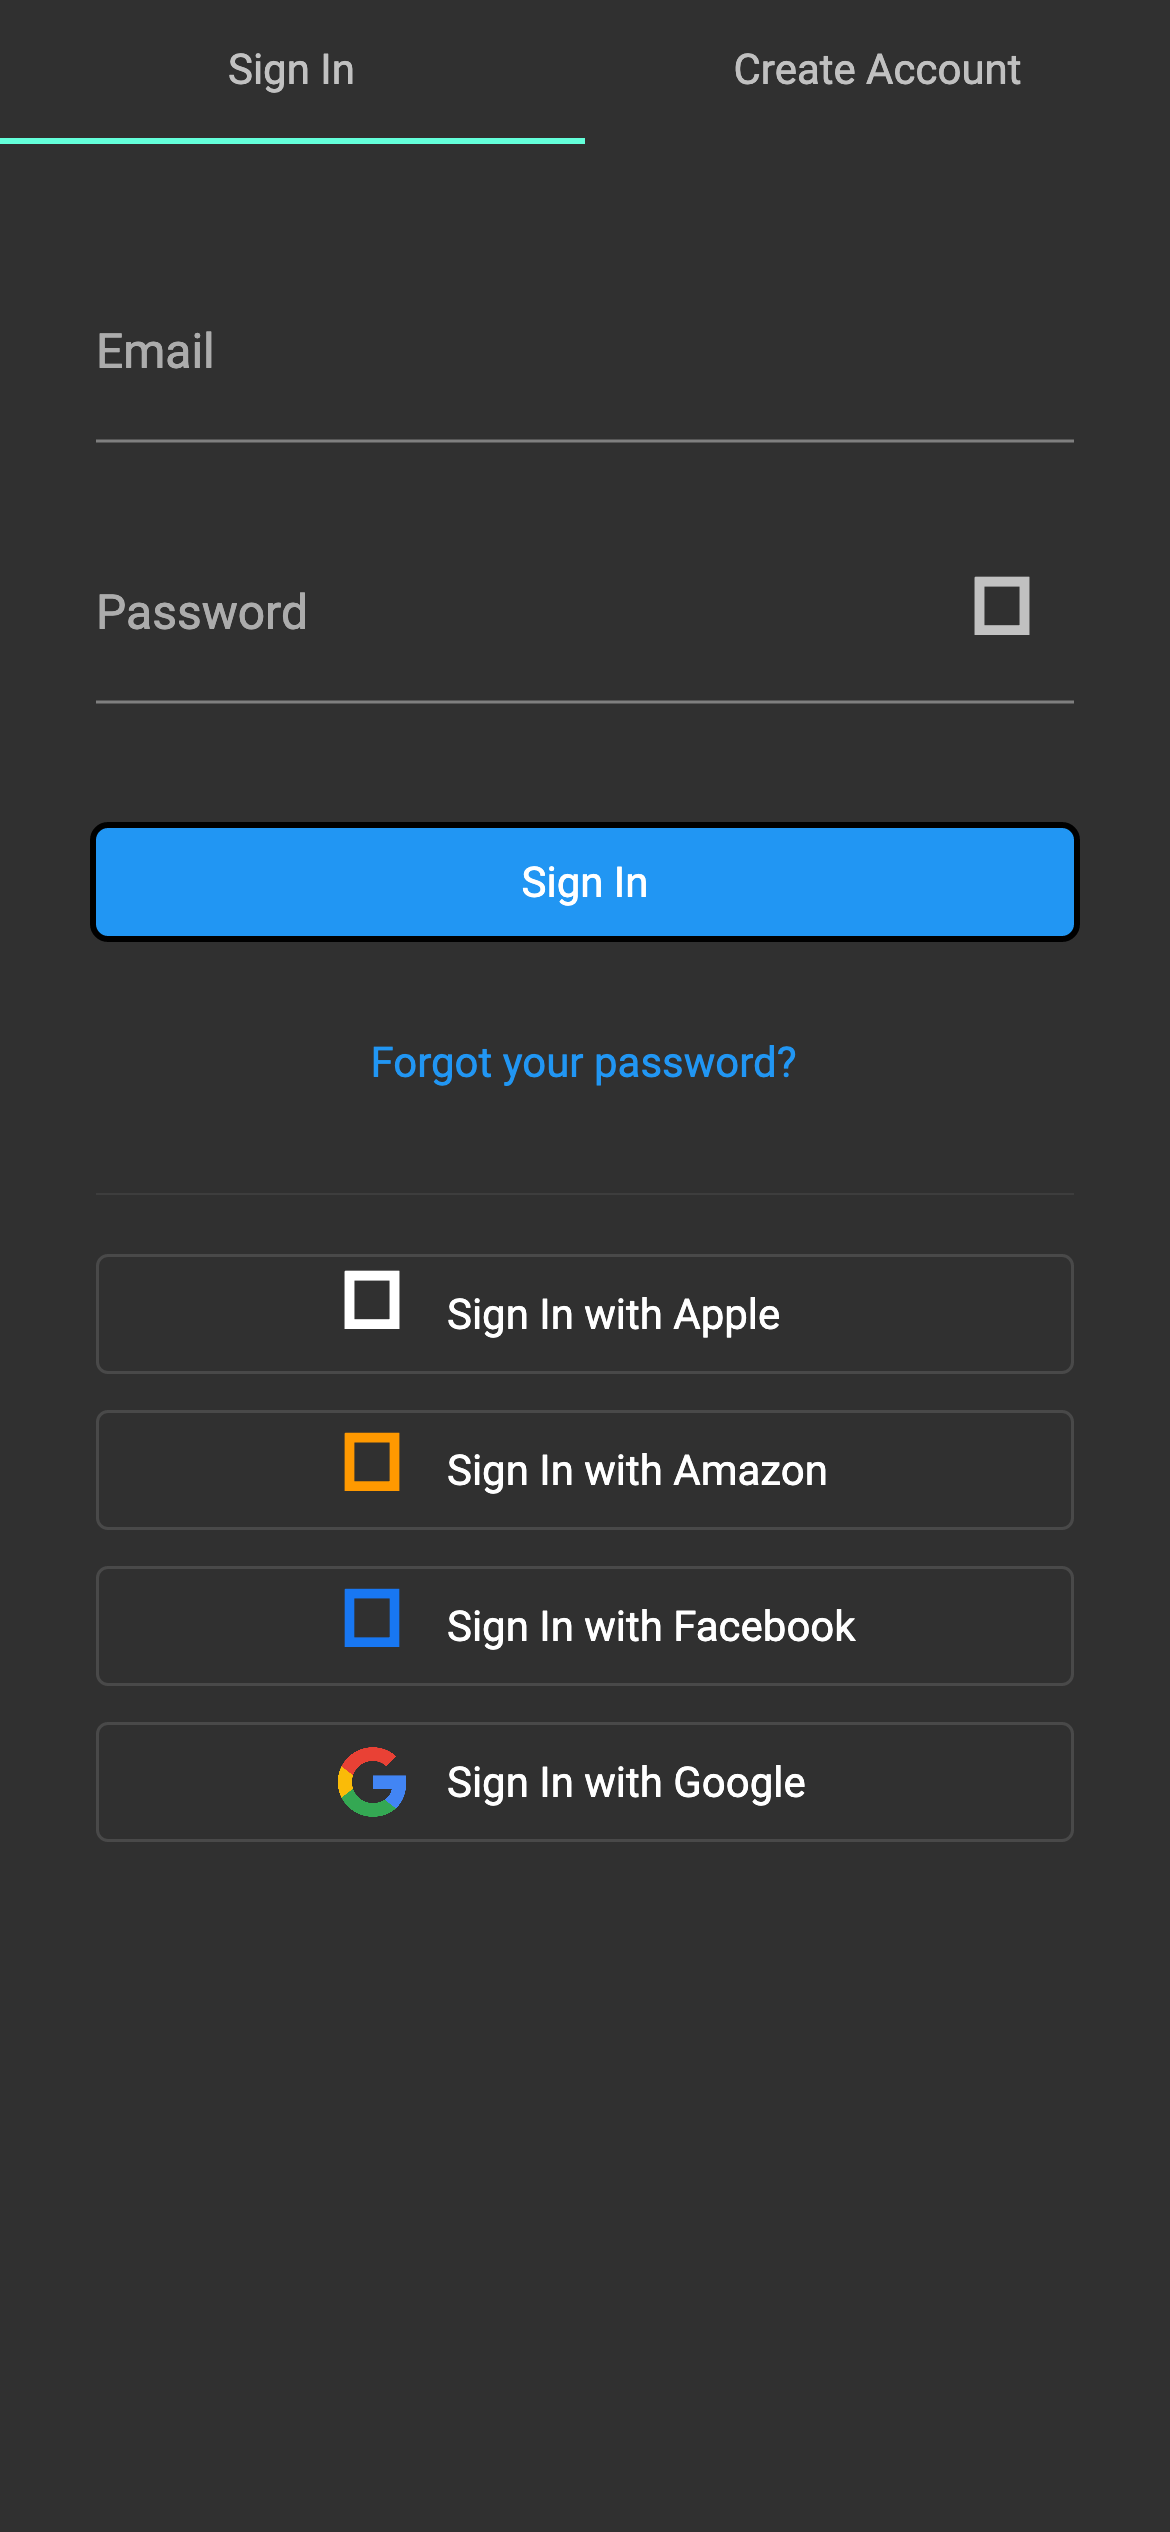 Sign In
Create Account
Email
Password
Sign In
Forgot your password?
Sign In with Apple
Sign In with Amazon
Sign In with Facebook
Sign In with Google